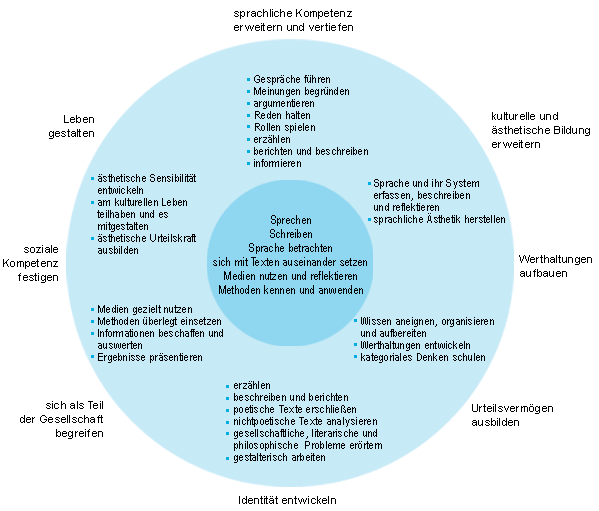 sprachliche Kompetenz
erweitern und vertiefen
Leben
gestalten
kulturelle und
ästhetische Bildung
erweitern
• Gespräche führen
• Meinungen begründen
• argumentieren
• Reden halten
• Rollen spielen
• erzählen
• berichten und beschreiben
• informieren
• ästhetische Sensibilität
entwickeln
• am kulturellen Leben
teilhaben und es
mitgestalten
• ästhetische Urteilskraft
ausbilden
• Sprache und ihr System
erfassen, beschreiben
und reflektieren
• sprachliche Ästhetik herstellen
Sprechen
Schreiben
Sprache betrachten
sich mit Texten auseinander setzen
Medien nutzen und reflektieren
Methoden kennen und anwenden
soziale
Kompetenz
festigen
Werthaltungen
aufbauen
• Medien gezielt nutzen
• Methoden überlegt einsetzen
• Informationen beschaffen und
auswerten
• Ergebnisse präsentieren
• Wissen aneignen, organisieren
und aufbereiten
• Werthaltungen entwickeln
• kategoriales Denken schulen
• erzählen
• beschreiben und berichten
• poetische Texte erschließen
• nichtpoetische Texte analysieren
• gesellschaftliche, literarische und
philosophische Probleme erörtern
• gestalterisch arbeiten
sich als Teil
der Gesellschaft
begreifen
Urteilsvermögen
ausbilden
Identität entwickeln